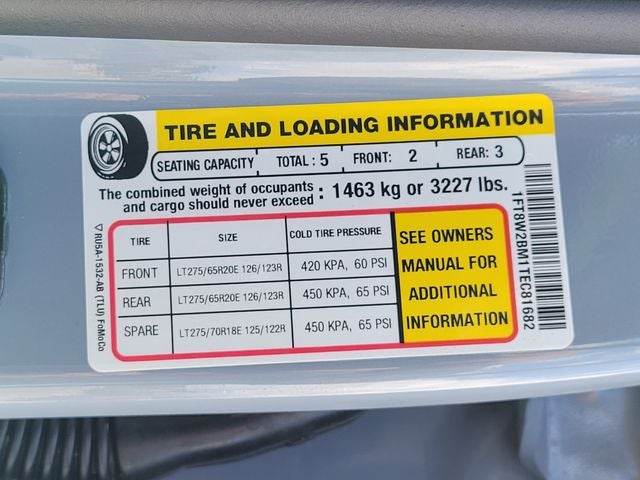 TIRE AND LOADING INFORMATION
SEATING CAPACITY TOTAL : 5 FRONT: 2 REAR: 3
The combined weight of occupants and cargo should never exceed : 1463 kg or 3227 lbs.
TIRE SIZE COLD TIRE PRESSURE
FRONT LT275/65R20E 126/123R 420 KPA, 60 PSI
REAR LT275/65R20E 126/123R 450 KPA, 65 PSI
SPARE LT275/70R18E 125/122R 450 KPA, 65 PSI
SEE OWNERS
MANUAL FOR
ADDITIONAL
INFORMATION
RU5A-1532-AB (TLU) FoMoCo
1FT8W2BM1TEC81682